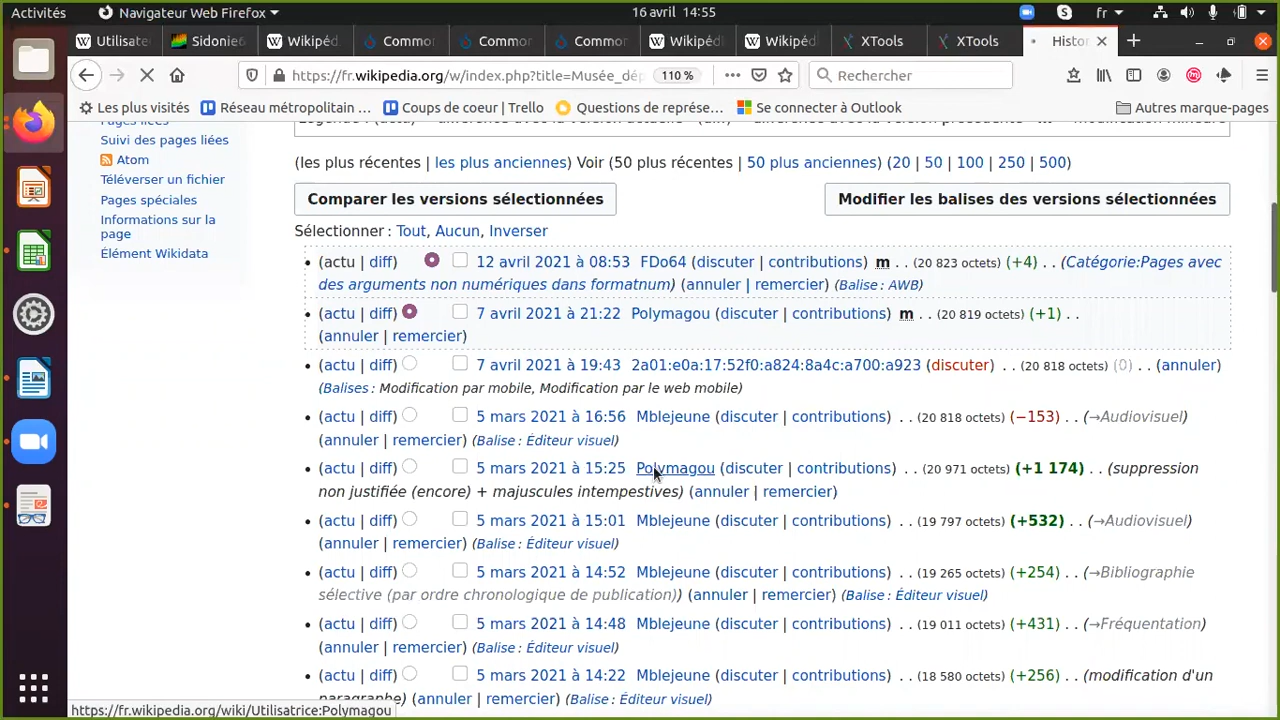 Activités Navigateur Web Firefox 16 avril 14:55 fr
Utilisate Sidonie Wikipéd Commo Commo Commo Wikipéd Wikipéd XTools XTools Histo
https://fr.wikipedia.org/w/index.php?title=Musée_dép 110 % Rechercher
Les plus visités Réseau métropolitain ... Coups de coeur | Trello Questions de représe... Se connecter à Outlook Autres marque-pages
Pages liées
Suivi des pages liées
Atom
Téléverser un fichier
Pages spéciales
Informations sur la
page
Élément Wikidata
(les plus récentes | les plus anciennes) Voir (50 plus récentes | 50 plus anciennes) (20 | 50 | 100 | 250 | 500)
Comparer les versions sélectionnées Modifier les balises des versions sélectionnées
Sélectionner : Tout, Aucun, Inverser
(actu | diff) 12 avril 2021 à 08:53 FDo64 (discuter | contributions) m . . (20 823 octets) (+4) . . (Catégorie:Pages avec
des arguments non numériques dans formatnum) (annuler | remercier) (Balise : AWB)
(actu | diff) 7 avril 2021 à 21:22 Polymagou (discuter | contributions) m . . (20 819 octets) (+1) . .
(annuler | remercier)
(actu | diff) 7 avril 2021 à 19:43 2a01:e0a:17:52f0:a824:8a4c:a700:a923 (discuter) . . (20 818 octets) (0) . . (annuler)
(Balises : Modification par mobile, Modification par le web mobile)
(actu | diff) 5 mars 2021 à 16:56 Mblejeune (discuter | contributions) . . (20 818 octets) (−153) . . (→Audiovisuel)
(annuler | remercier) (Balise : Éditeur visuel)
(actu | diff) 5 mars 2021 à 15:25 Polymagou (discuter | contributions) . . (20 971 octets) (+1 174) . . (suppression
non justifiée (encore) + majuscules intempestives) (annuler | remercier)
(actu | diff) 5 mars 2021 à 15:01 Mblejeune (discuter | contributions) . . (19 797 octets) (+532) . . (→Audiovisuel)
(annuler | remercier) (Balise : Éditeur visuel)
(actu | diff) 5 mars 2021 à 14:52 Mblejeune (discuter | contributions) . . (19 265 octets) (+254) . . (→Bibliographie
sélective (par ordre chronologique de publication)) (annuler | remercier) (Balise : Éditeur visuel)
(actu | diff) 5 mars 2021 à 14:48 Mblejeune (discuter | contributions) . . (19 011 octets) (+431) . . (→Fréquentation)
(annuler | remercier) (Balise : Éditeur visuel)
(actu | diff) 5 mars 2021 à 14:22 Mblejeune (discuter | contributions) . . (18 580 octets) (+256) . . (modification d'un
paragraphe) (annuler | remercier) (Balise : Éditeur visuel)
https://fr.wikipedia.org/wiki/Utilisatrice:Polymagou